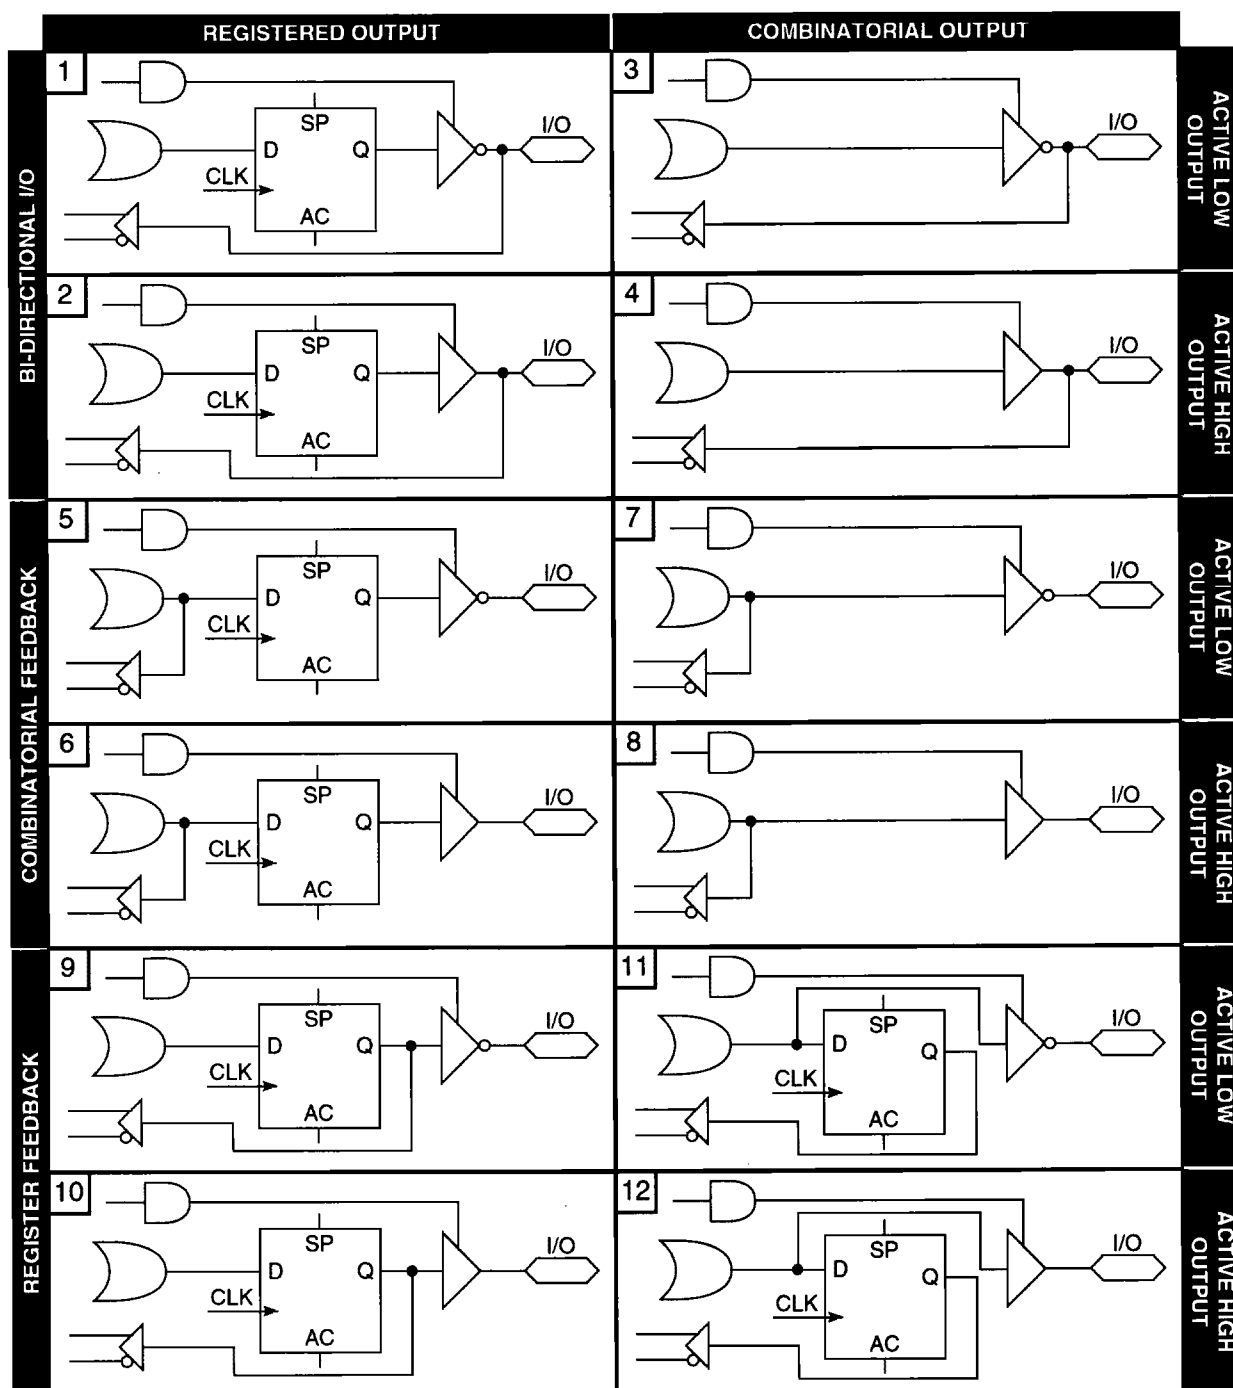 REGISTERED OUTPUT
COMBINATORIAL OUTPUT
BI-DIRECTIONAL I/O
1
SP
D
Q
CLK
AC
I/O
3
I/O
ACTIVE LOW
OUTPUT
2
SP
D
Q
CLK
AC
I/O
4
I/O
ACTIVE HIGH
OUTPUT
COMBINATORIAL FEEDBACK
5
SP
D
Q
CLK
AC
I/O
7
I/O
ACTIVE LOW
OUTPUT
6
SP
D
Q
CLK
AC
I/O
8
I/O
ACTIVE HIGH
OUTPUT
REGISTER FEEDBACK
9
SP
D
Q
CLK
AC
I/O
11
SP
D
Q
CLK
AC
I/O
ACTIVE LOW
OUTPUT
10
SP
D
Q
CLK
AC
I/O
12
SP
D
Q
CLK
AC
I/O
ACTIVE HIGH
OUTPUT